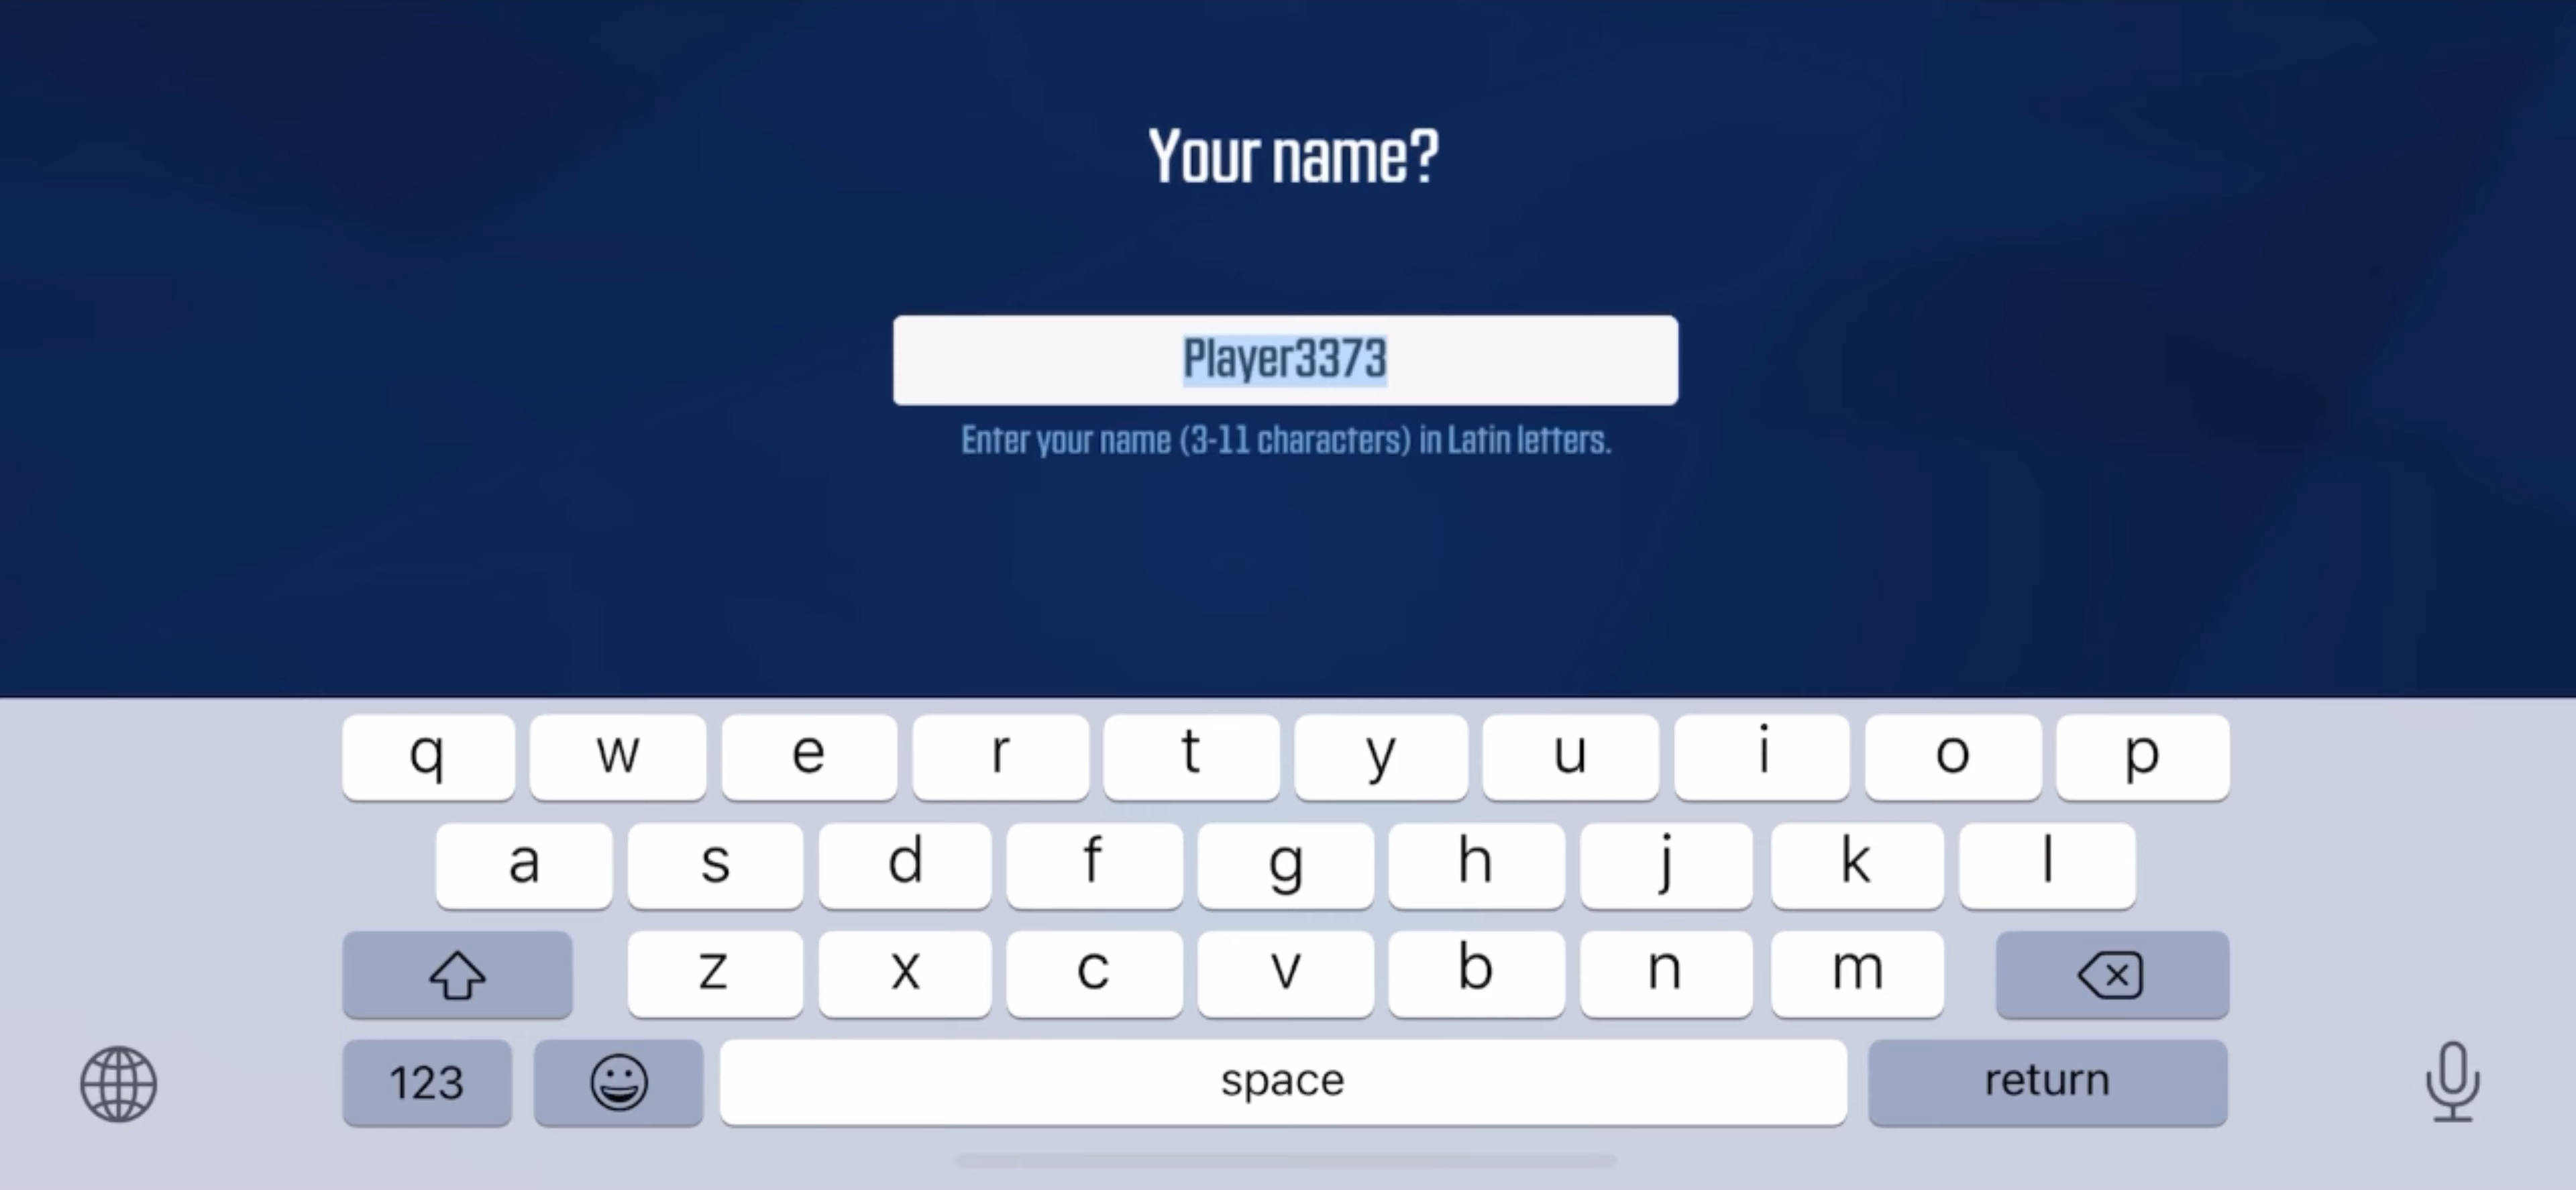 Your name?
Player3373
Enter your name (3-11 characters) in Latin letters.
q w e r t y u i o p
a s d f g h j k l
z x c v b n m
123 space return